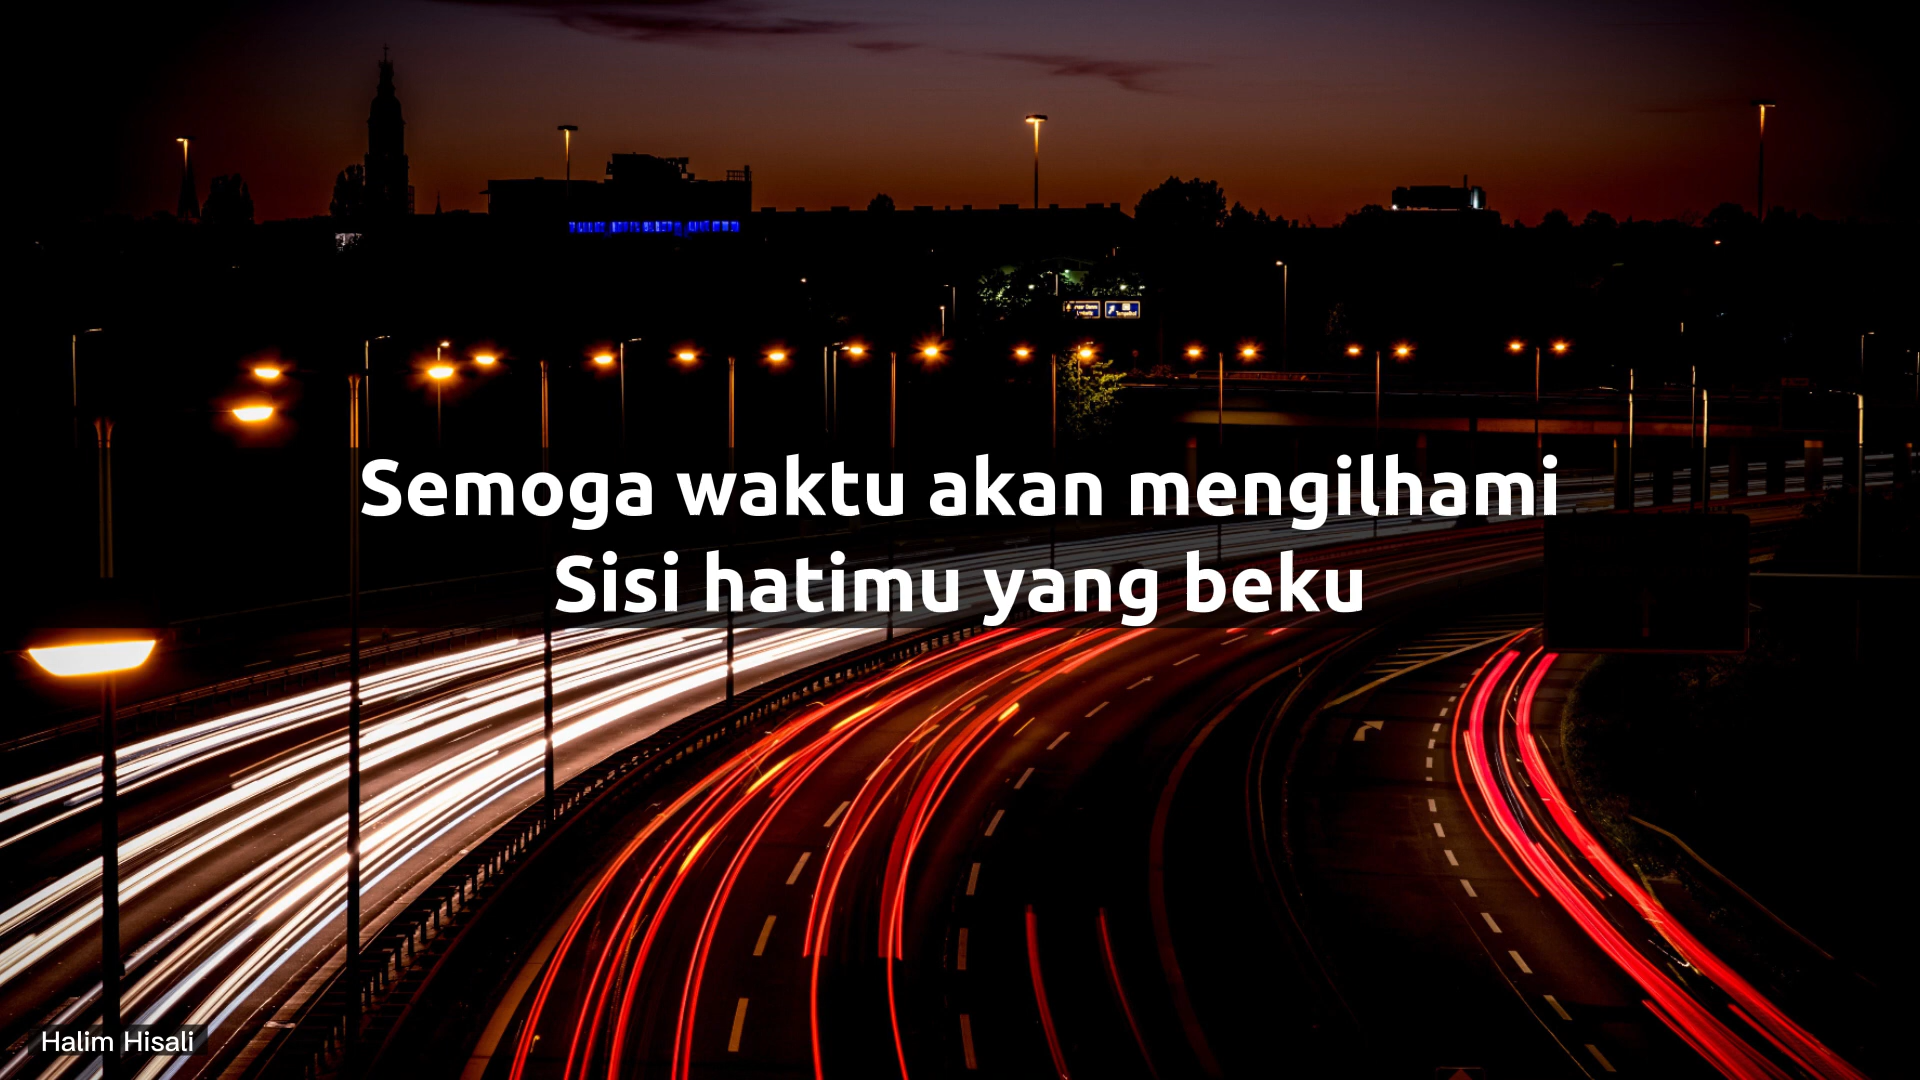 Semoga waktu akan mengilhami
Sisi hatimu yang beku
Halim Hisali